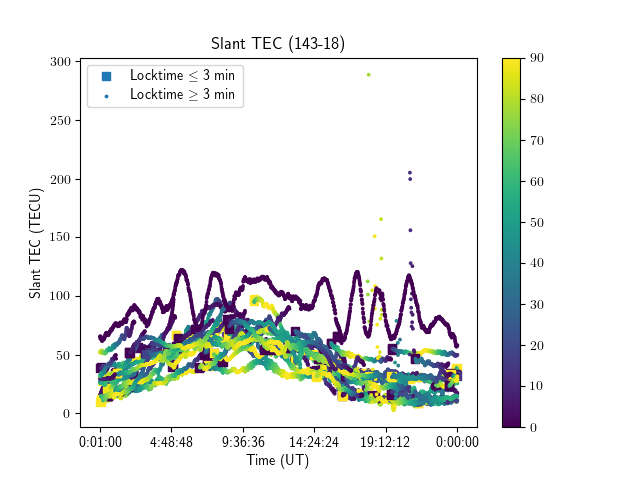 Slant TEC (143-18)
Locktime ≤ 3 min
Locktime ≥ 3 min
300
250
200
150
100
50
0
Slant TEC (TECU)
0:01:00 4:48:48 9:36:36 14:24:24 19:12:12 0:00:00
Time (UT)
90
80
70
60
50
40
30
20
10
0